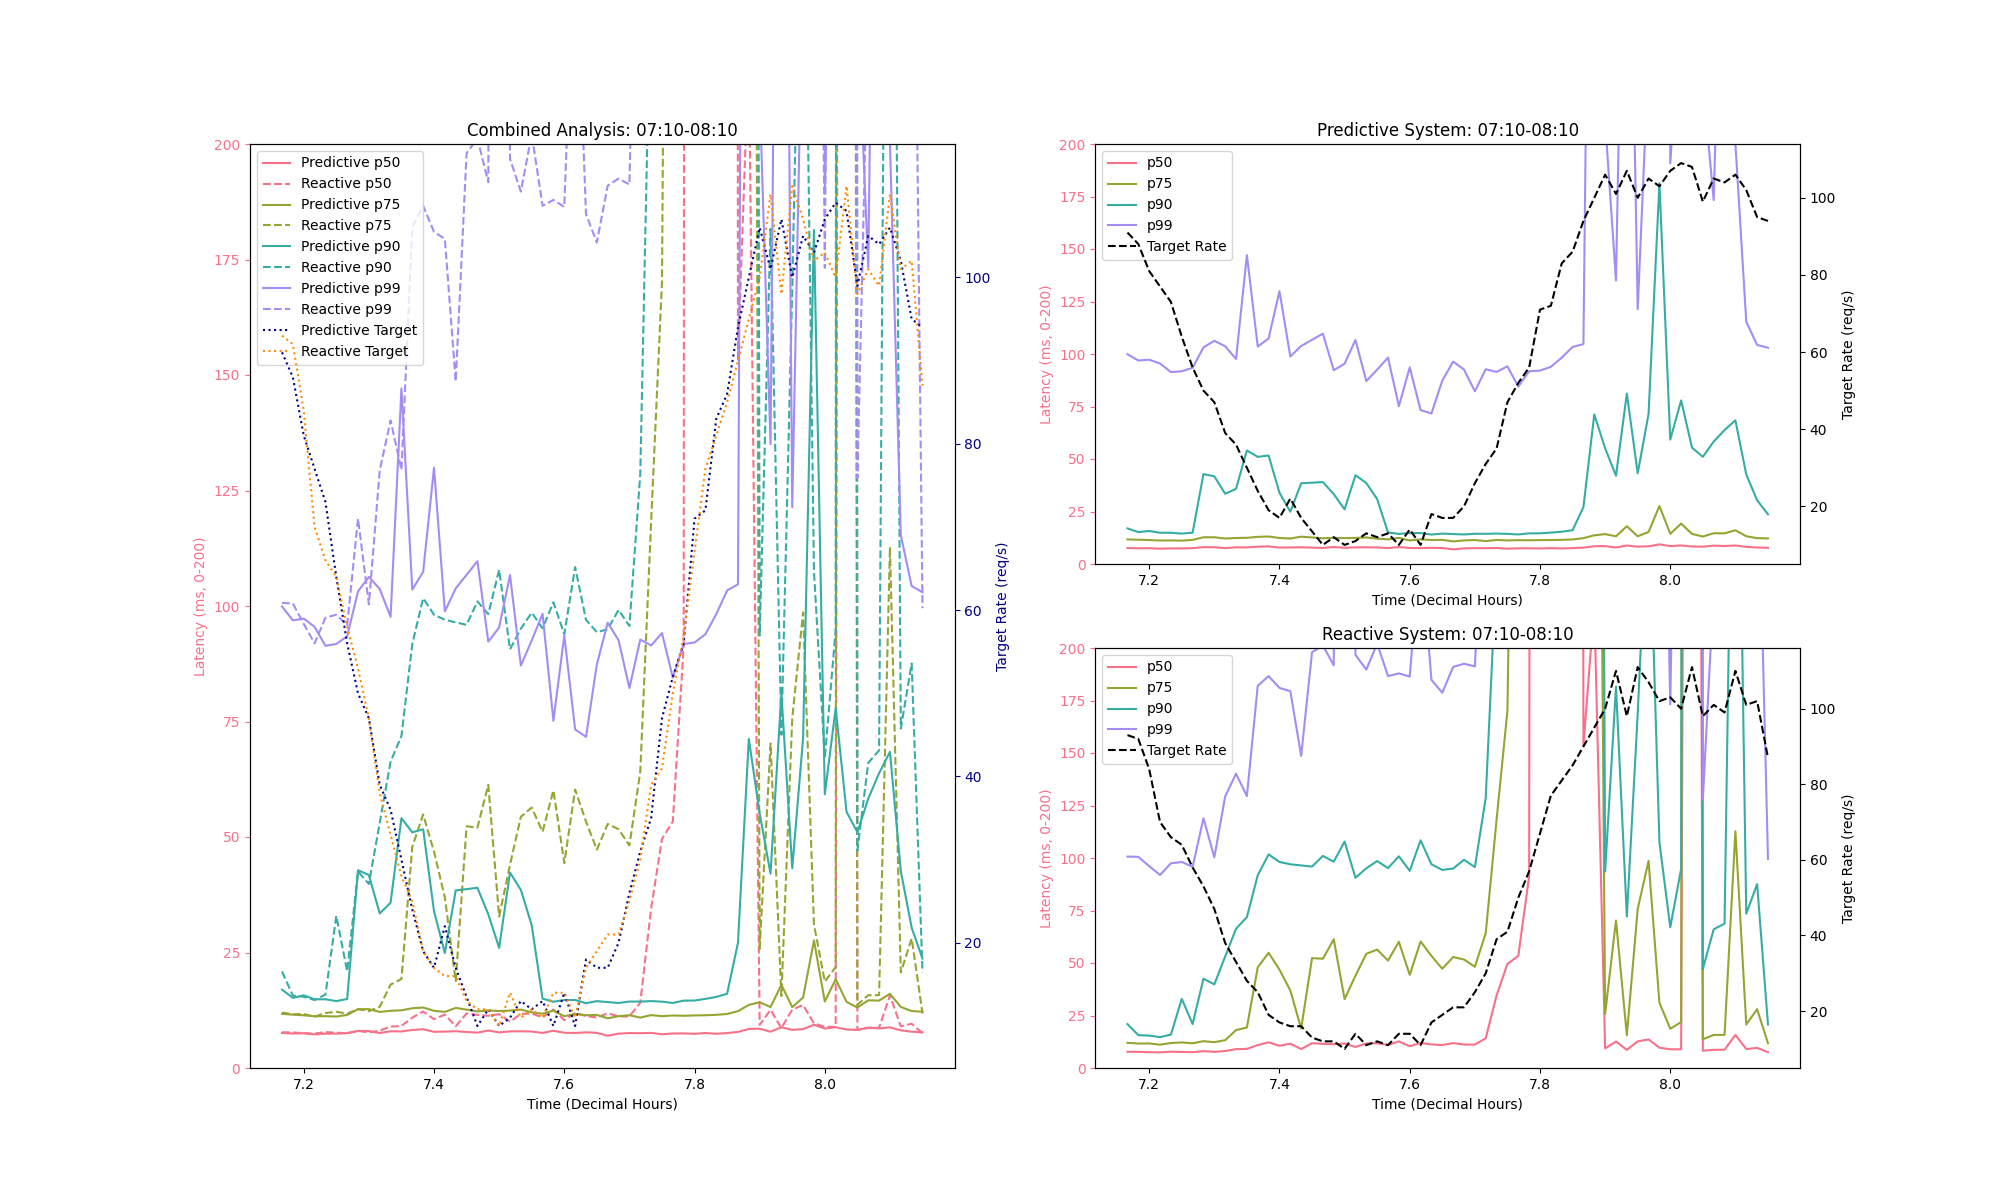 Combined Analysis: 07:10-08:10
200
175
150
125
100
75
50
25
0
Latency (ms, 0-200)
Predictive p50
Reactive p50
Predictive p75
Reactive p75
Predictive p90
Reactive p90
Predictive p99
Reactive p99
Predictive Target
Reactive Target
100
80
60
40
20
Target Rate (req/s)
7.2 7.4 7.6 7.8 8.0
Time (Decimal Hours)
Predictive System: 07:10-08:10
200
175
150
125
100
75
50
25
0
Latency (ms, 0-200)
p50
p75
p90
p99
Target Rate
100
80
60
40
20
Target Rate (req/s)
7.2 7.4 7.6 7.8 8.0
Time (Decimal Hours)
Reactive System: 07:10-08:10
200
175
150
125
100
75
50
25
0
Latency (ms, 0-200)
p50
p75
p90
p99
Target Rate
100
80
60
40
20
Target Rate (req/s)
7.2 7.4 7.6 7.8 8.0
Time (Decimal Hours)